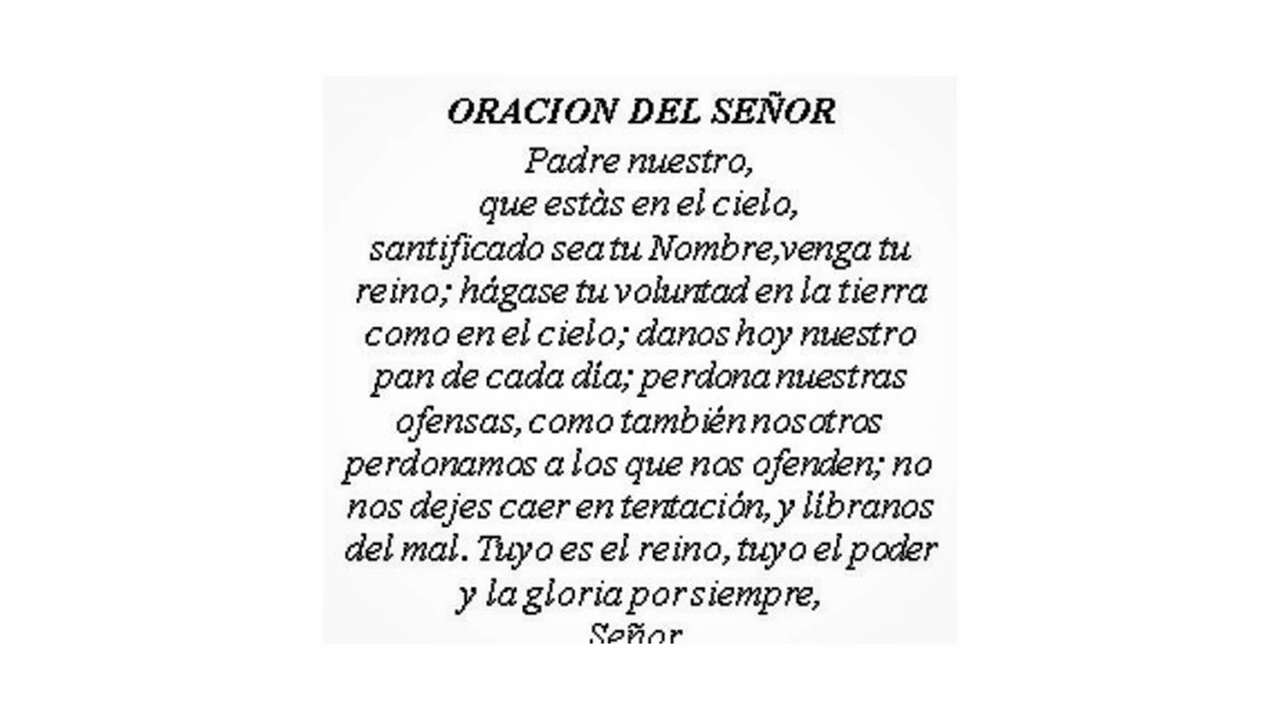 ORACION DEL SEÑOR
Padre nuestro,
que estàs en el cielo,
santificado sea tu Nombre,venga tu
reino; hágase tu voluntad en la tierra
como en el cielo; danos hoy nuestro
pan de cada día; perdona nuestras
ofensas, como también nosotros
perdonamos a los que nos ofenden; no
nos dejes caer en tentación, y líbranos
del mal. Tuyo es el reino, tuyo el poder
y la gloria por siempre,
Señor